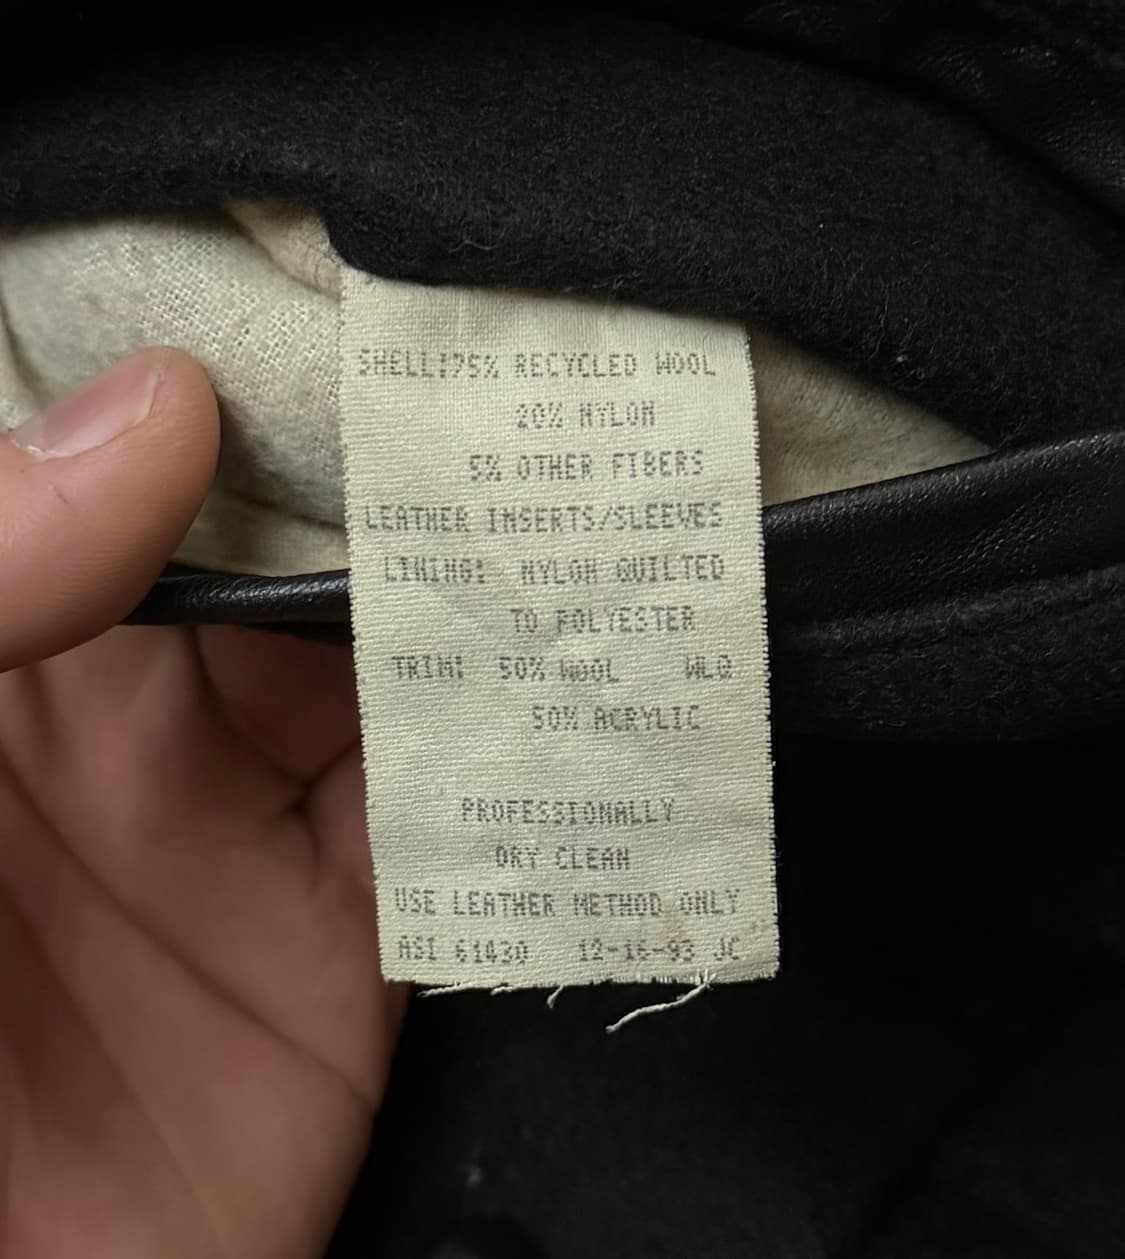 SHELL:75% RECYCLED WOOL
20% NYLON
5% OTHER FIBERS
LEATHER INSERTS/SLEEVES
LINING: NYLON QUILTED
TO POLYESTER
TRIM: 50% WOOL WLQ
50% ACRYLIC
PROFESSIONALLY
DRY CLEAN
USE LEATHER METHOD ONLY
ASI 61430 12-16-93 JC